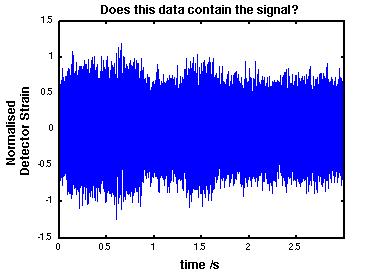 Does this data contain the signal?
1.5
1
0.5
0
-0.5
-1
-1.5
Normalised
Detector Strain
0 0.5 1 1.5 2 2.5
time /s